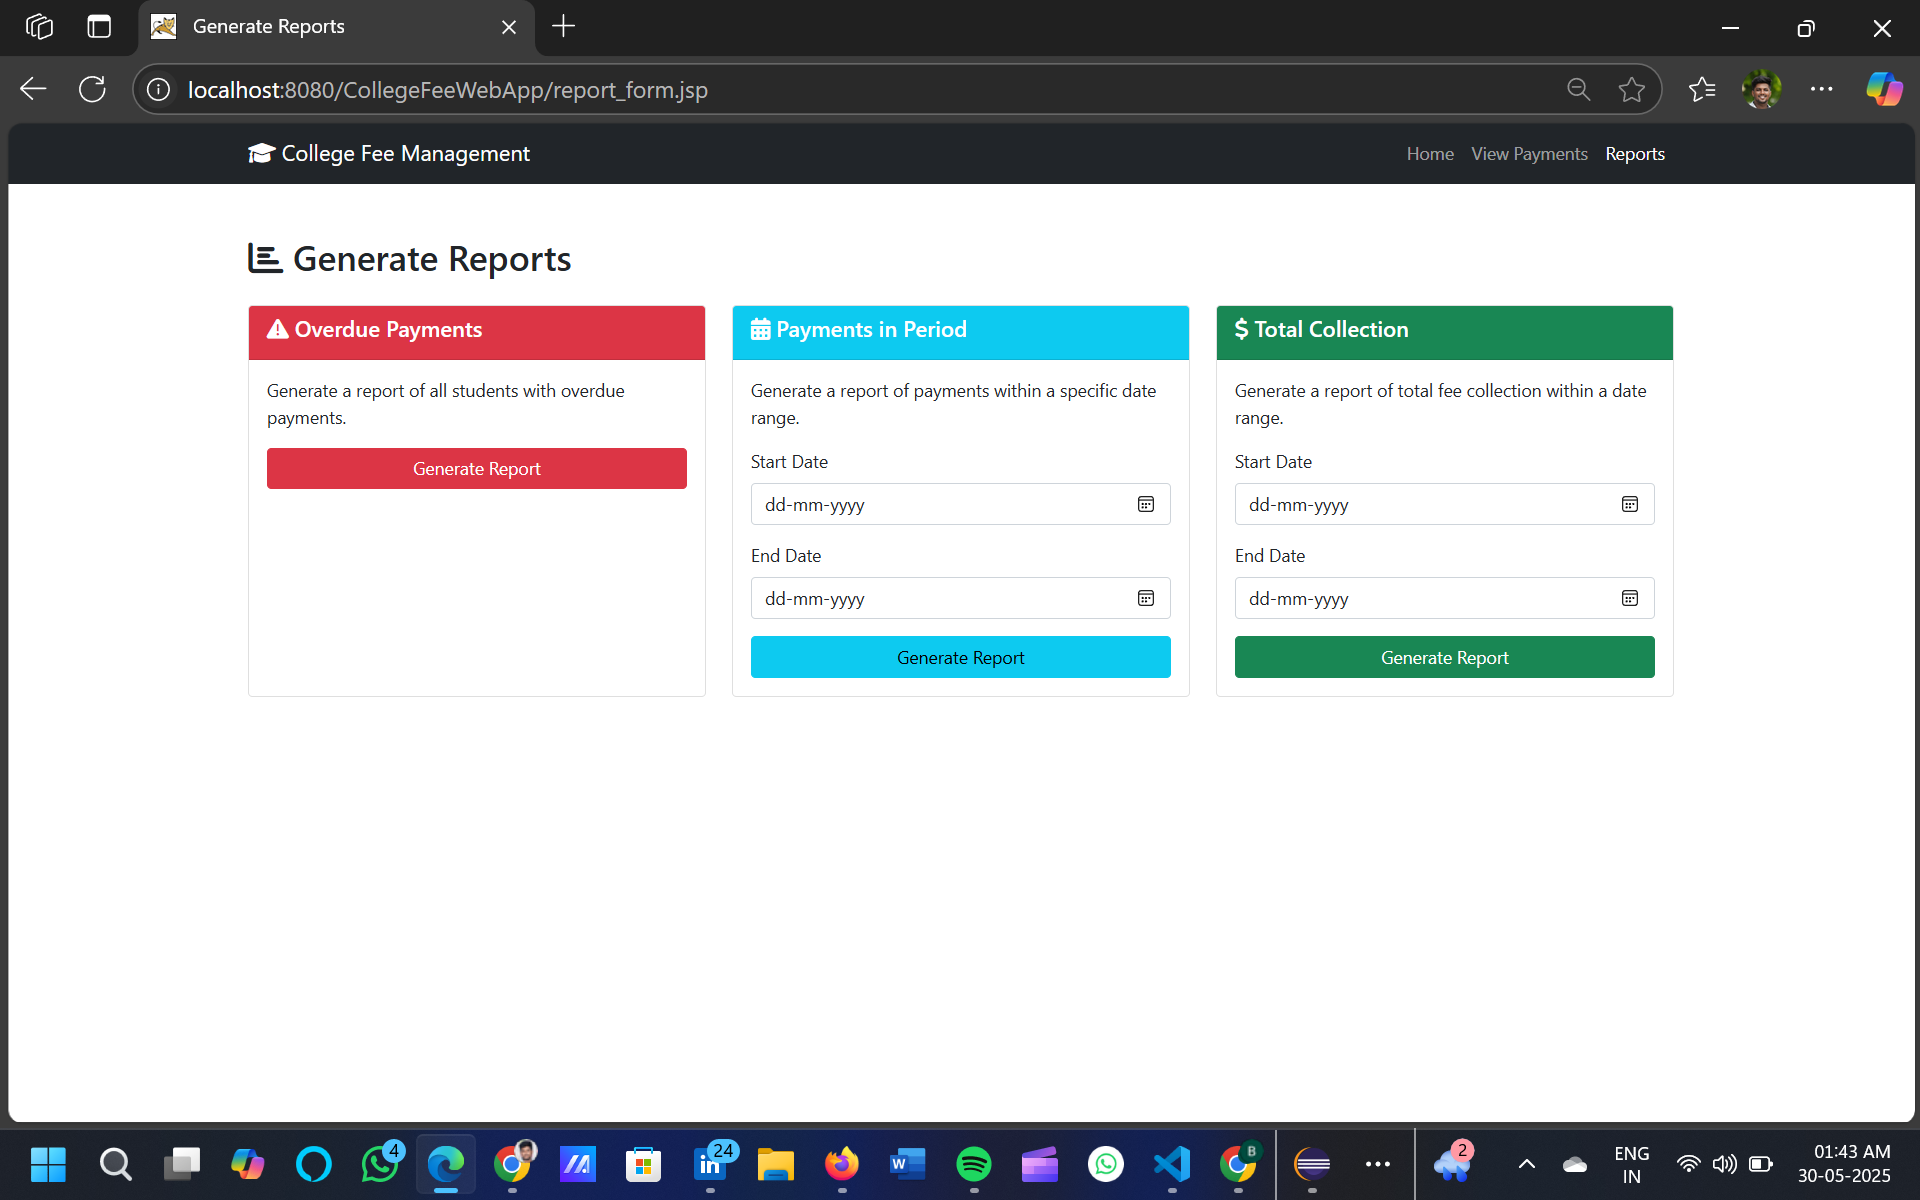 Generate Reports
localhost:8080/CollegeFeeWebApp/report_form.jsp
College Fee Management
Home View Payments Reports
Generate Reports
Overdue Payments
Generate a report of all students with overdue
payments.
Generate Report
Payments in Period
Generate a report of payments within a specific date
range.
Start Date
dd-mm-yyyy
End Date
dd-mm-yyyy
Generate Report
$ Total Collection
Generate a report of total fee collection within a date
range.
Start Date
dd-mm-yyyy
End Date
dd-mm-yyyy
Generate Report
4
24
in
W
B
2
ENG
IN
01:43 AM
30-05-2025